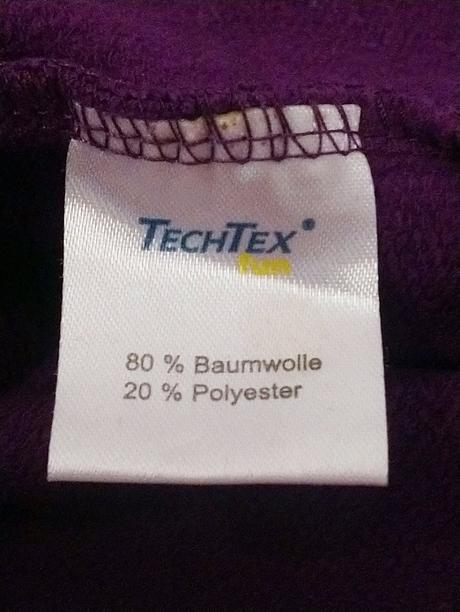 TECHTEX®
fun
80 % Baumwolle
20 % Polyester